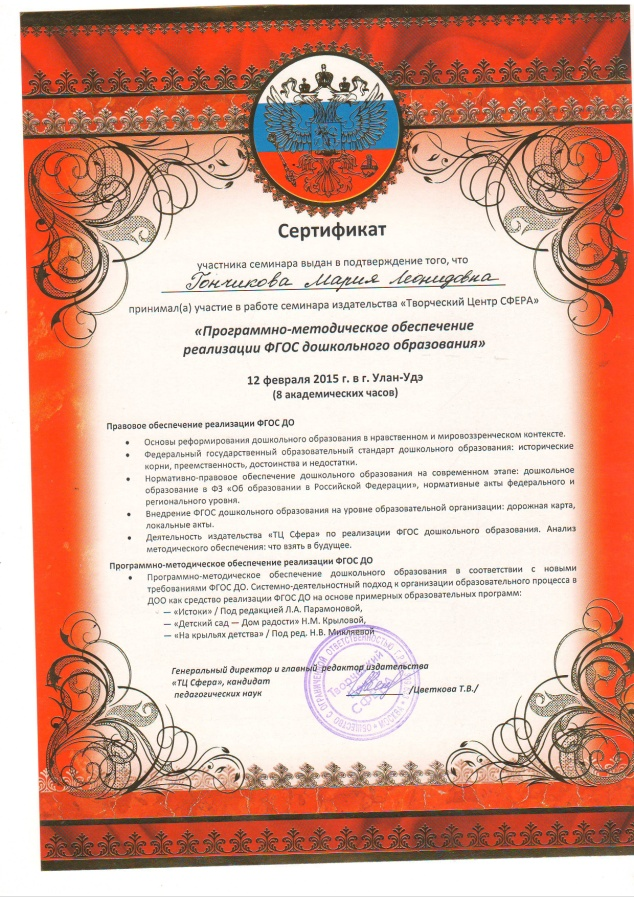 Сертификат
участника семинара выдан в подтверждение того, что
Гончикова Мария Леонидовна
принимал(а) участие в работе семинара издательства «Творческий Центр СФЕРА»
«Программно-методическое обеспечение
реализации ФГОС дошкольного образования»
12 февраля 2015 г. в г. Улан-Удэ
(8 академических часов)
Правовое обеспечение реализации ФГОС ДО
• Основы реформирования дошкольного образования в нравственном и мировоззренческом контексте.
• Федеральный государственный образовательный стандарт дошкольного образования: исторические
корни, преемственность, достоинства и недостатки.
• Нормативно-правовое обеспечение дошкольного образования на современном этапе: дошкольное
образование в ФЗ «Об образовании в Российской Федерации», нормативные акты федерального и
регионального уровня.
• Внедрение ФГОС дошкольного образования на уровне образовательной организации: дорожная карта,
локальные акты.
• Деятельность издательства «ТЦ Сфера» по реализации ФГОС дошкольного образования. Анализ
методического обеспечения: что взять в будущее.
Программно-методическое обеспечение реализации ФГОС ДО
• Программно-методическое обеспечение дошкольного образования в соответствии с новыми
требованиями ФГОС ДО. Системно-деятельностный подход к организации образовательного процесса в
ДОО как средство реализации ФГОС ДО на основе примерных образовательных программ:
— «Истоки» / Под редакцией Л.А. Парамоновой,
— «Детский сад — Дом радости» Н.М. Крыловой,
— «На крыльях детства» / Под ред. Н.В. Микляевой
Генеральный директор и главный редактор издательства
«ТЦ Сфера», кандидат
педагогических наук /Цветкова Т.В./
ОБЩЕСТВО С ОГРАНИЧЕННОЙ ОТВЕТСТВЕННОСТЬЮ
Творческий
Сфера